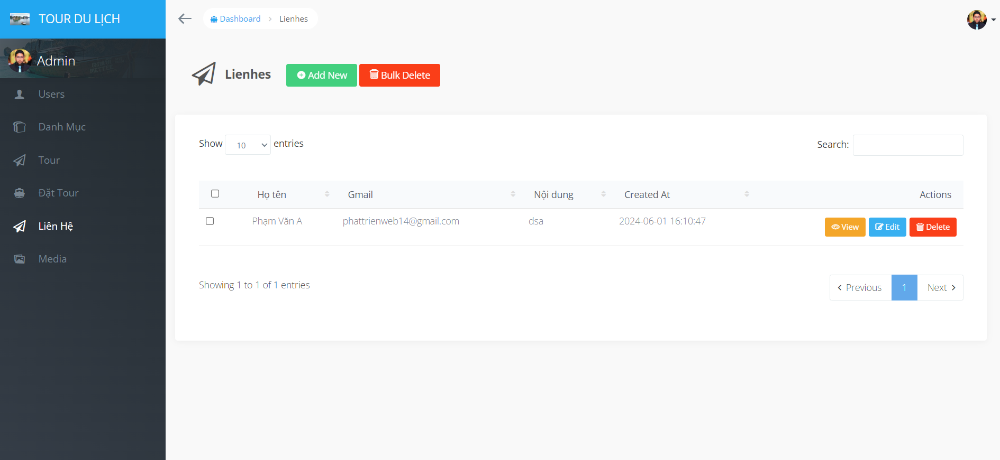 TOUR DU LỊCH
Dashboard > Lienhes
Admin
Users
Danh Mục
Tour
Đặt Tour
Liên Hệ
Media
Lienhes
Add New
Bulk Delete
Show 10 entries
Search:
Họ tên Gmail Nội dung Created At Actions
Phạm Văn A phattrienweb14@gmail.com dsa 2024-06-01 16:10:47 View Edit Delete
Showing 1 to 1 of 1 entries
Previous 1 Next